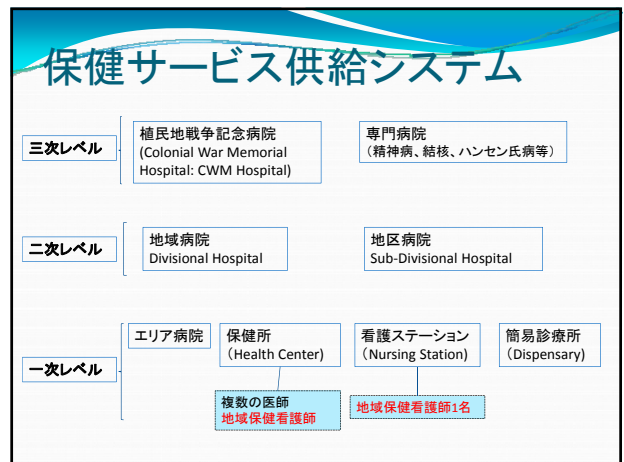 保健サービス供給システム
三次レベル
植民地戦争記念病院
(Colonial War Memorial
Hospital: CWM Hospital)
専門病院
（精神病、結核、ハンセン氏病等）
二次レベル
地域病院
Divisional Hospital
地区病院
Sub-Divisional Hospital
一次レベル
エリア病院
保健所
（Health Center）
看護ステーション
（Nursing Station）
簡易診療所
（Dispensary）
複数の医師
地域保健看護師
地域保健看護師1名